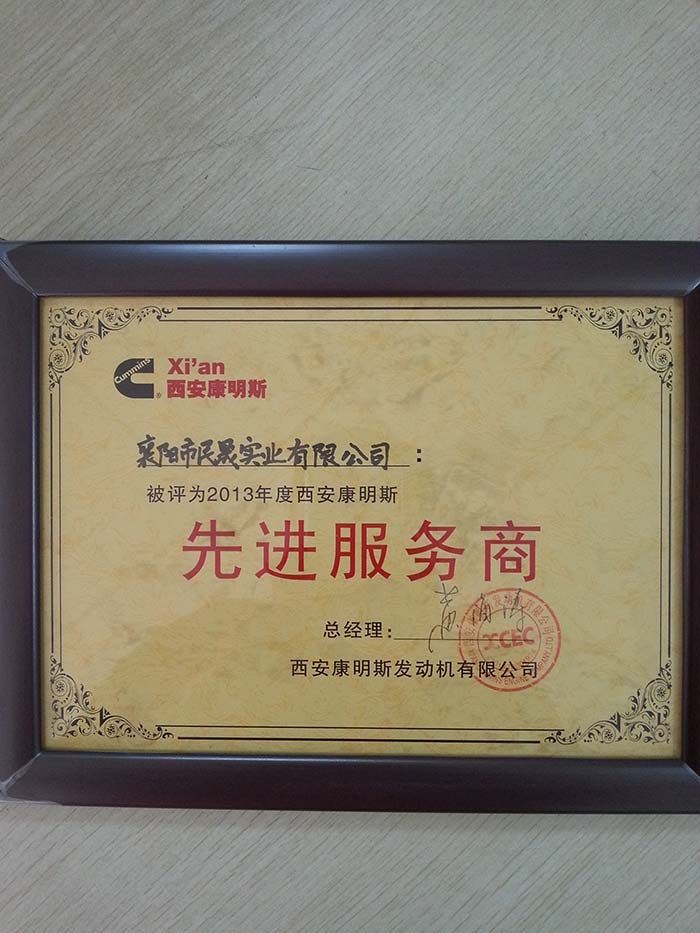 Cummins
Xi'an
西安康明斯
襄阳市民晟实业有限公司:
被评为2013年度西安康明斯
先进服务商
总经理:
XCEC
西安康明斯发动机有限公司